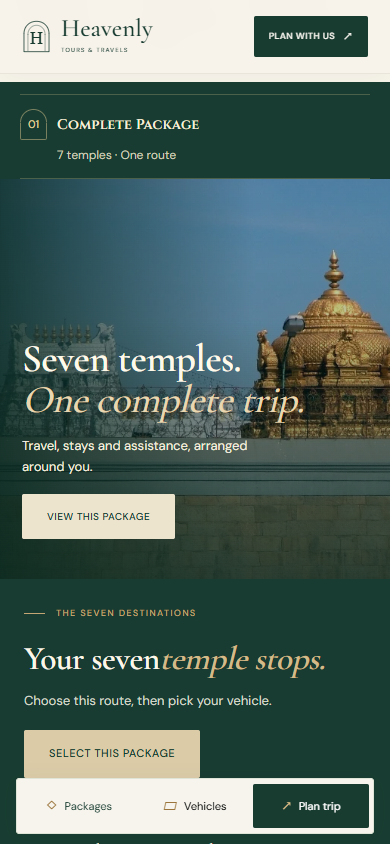 H
Heavenly
TOURS & TRAVELS
PLAN WITH US ↗
01
COMPLETE PACKAGE
7 temples · One route
Seven temples.
One complete trip.
Travel, stays and assistance, arranged
around you.
VIEW THIS PACKAGE
THE SEVEN DESTINATIONS
Your seventemple stops.
Choose this route, then pick your vehicle.
SELECT THIS PACKAGE
Packages
Vehicles
↗ Plan trip